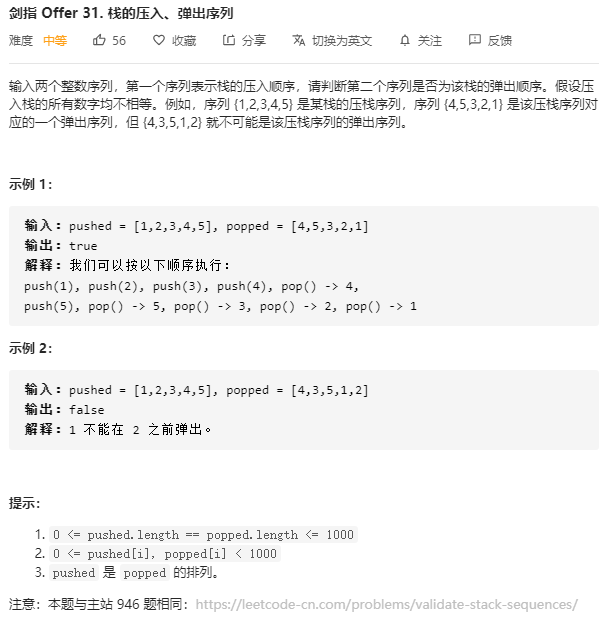 剑指 Offer 31. 栈的压入、弹出序列
难度 中等 56 收藏 分享 切换为英文 关注 反馈
输入两个整数序列，第一个序列表示栈的压入顺序，请判断第二个序列是否为该栈的弹出顺序。假设压
入栈的所有数字均不相等。例如，序列 {1,2,3,4,5} 是某栈的压栈序列，序列 {4,5,3,2,1} 是该压栈序列对
应的一个弹出序列，但 {4,3,5,1,2} 就不可能是该压栈序列的弹出序列。
示例 1：
输入：pushed = [1,2,3,4,5], popped = [4,5,3,2,1]
输出：true
解释：我们可以按以下顺序执行：
push(1), push(2), push(3), push(4), pop() -> 4,
push(5), pop() -> 5, pop() -> 3, pop() -> 2, pop() -> 1
示例 2：
输入：pushed = [1,2,3,4,5], popped = [4,3,5,1,2]
输出：false
解释：1 不能在 2 之前弹出。
提示：
1. 0 <= pushed.length == popped.length <= 1000
2. 0 <= pushed[i], popped[i] < 1000
3. pushed 是 popped 的排列。
注意：本题与主站 946 题相同：https://leetcode-cn.com/problems/validate-stack-sequences/